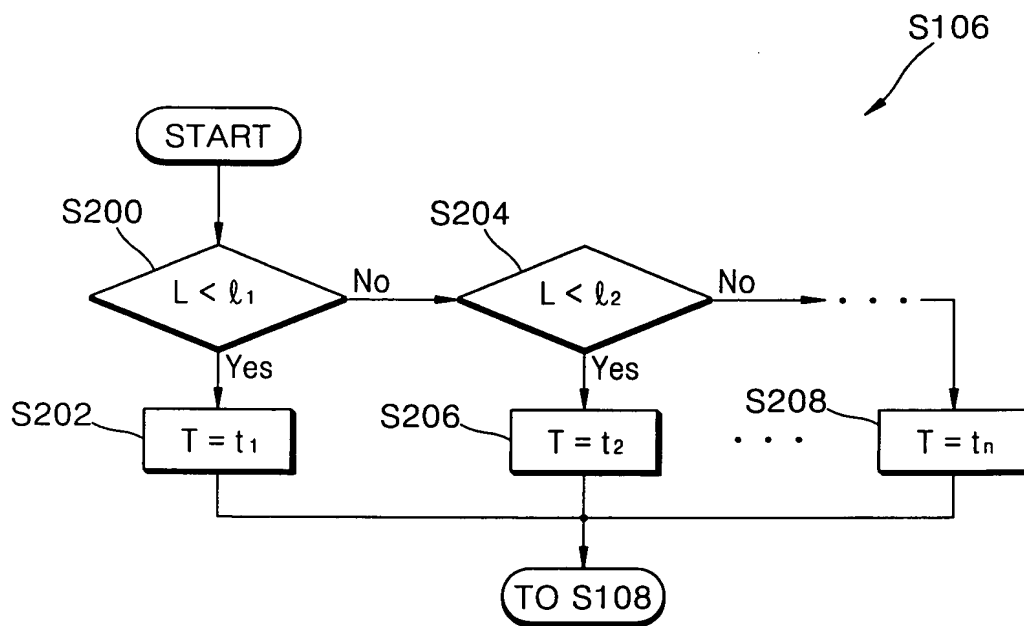 S106
START
S200
S204
L < ℓ₁
No
L < ℓ₂
No
. . .
Yes
Yes
S202
S206
S208
T = t₁
T = t₂
. . .
T = tₙ
TO S108